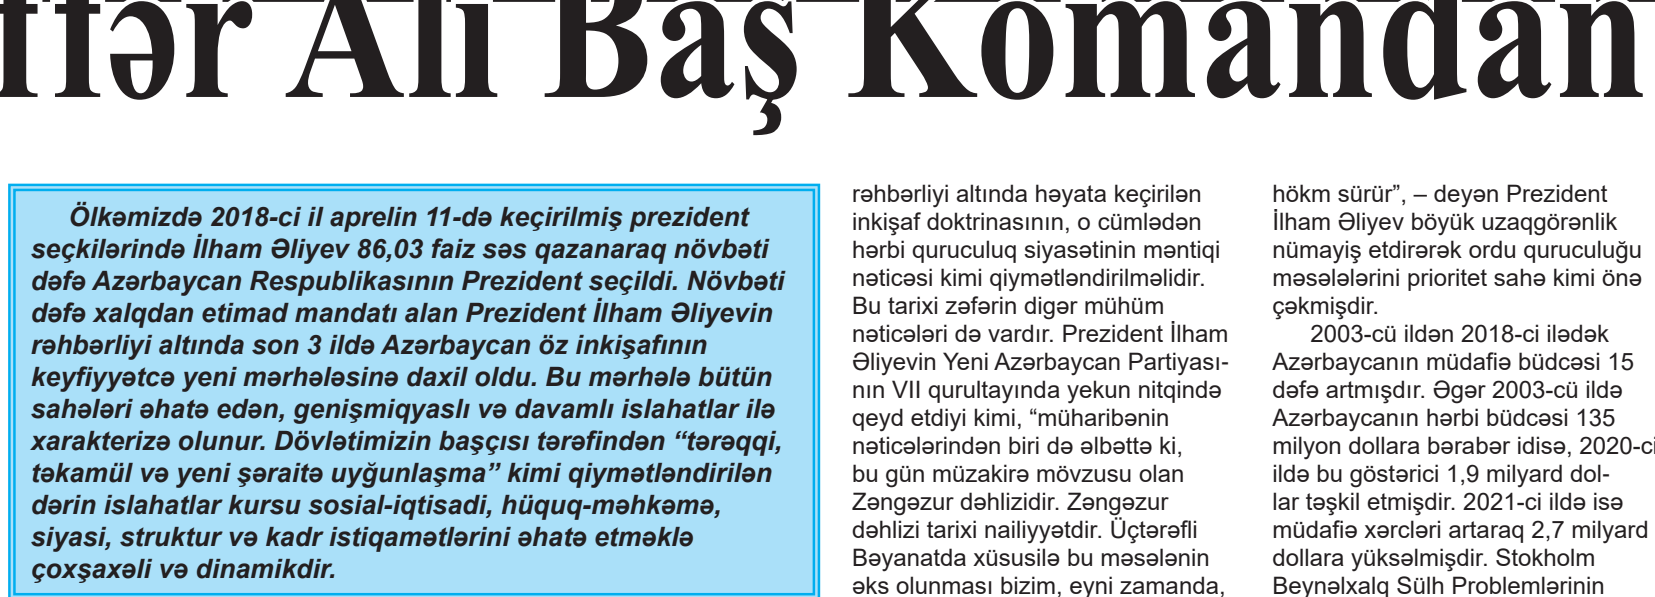 Ali Baş Komandan
Ölkəmizdə 2018-ci il aprelin 11-də keçirilmiş prezident
seçkilərində İlham Əliyev 86,03 faiz səs qazanaraq növbəti
dəfə Azərbaycan Respublikasının Prezident seçildi. Növbəti
dəfə xalqdan etimad mandatı alan Prezident İlham Əliyevin
rəhbərliyi altında son 3 ildə Azərbaycan öz inkişafının
keyfiyyətcə yeni mərhələsinə daxil oldu. Bu mərhələ bütün
sahələri əhatə edən, genişmiqyaslı və davamlı islahatlar ilə
xarakterizə olunur. Dövlətimizin başçısı tərəfindən “tərəqqi,
təkamül və yeni şəraitə uyğunlaşma” kimi qiymətləndirilən
dərin islahatlar kursu sosial-iqtisadi, hüquq-məhkəmə,
siyasi, struktur və kadr istiqamətlərini əhatə etməklə
çoxşaxəli və dinamikdir.
rəhbərliyi altında həyata keçirilən
inkişaf doktrinasının, o cümlədən
hərbi quruculuq siyasətinin məntiqi
nəticəsi kimi qiymətləndirilməlidir.
Bu tarixi zəfərin digər mühüm
nəticələri də vardır. Prezident İlham
Əliyevin Yeni Azərbaycan Partiyası-
nın VII qurultayında yekun nitqində
qeyd etdiyi kimi, “müharibənin
nəticələrindən biri də əlbəttə ki,
bu gün müzakirə mövzusu olan
Zəngəzur dəhlizidir. Zəngəzur
dəhlizi tarixi nailiyyətdir. Üçtərəfli
Bəyanatda xüsusilə bu məsələnin
əks olunması bizim, eyni zamanda,
hökm sürür”, – deyən Prezident
İlham Əliyev böyük uzaqgörənlik
nümayiş etdirərək ordu quruculuğu
məsələlərini prioritet sahə kimi önə
çəkmişdir.
2003-cü ildən 2018-ci ilədək
Azərbaycanın müdafiə büdcəsi 15
dəfə artmışdır. Əgər 2003-cü ildə
Azərbaycanın hərbi büdcəsi 135
milyon dollara bərabər idisə, 2020-ci
ildə bu göstərici 1,9 milyard dol-
lar təşkil etmişdir. 2021-ci ildə isə
müdafiə xərcləri artaraq 2,7 milyard
dollara yüksəlmişdir. Stokholm
Beynəlxalq Sülh Problemlərinin